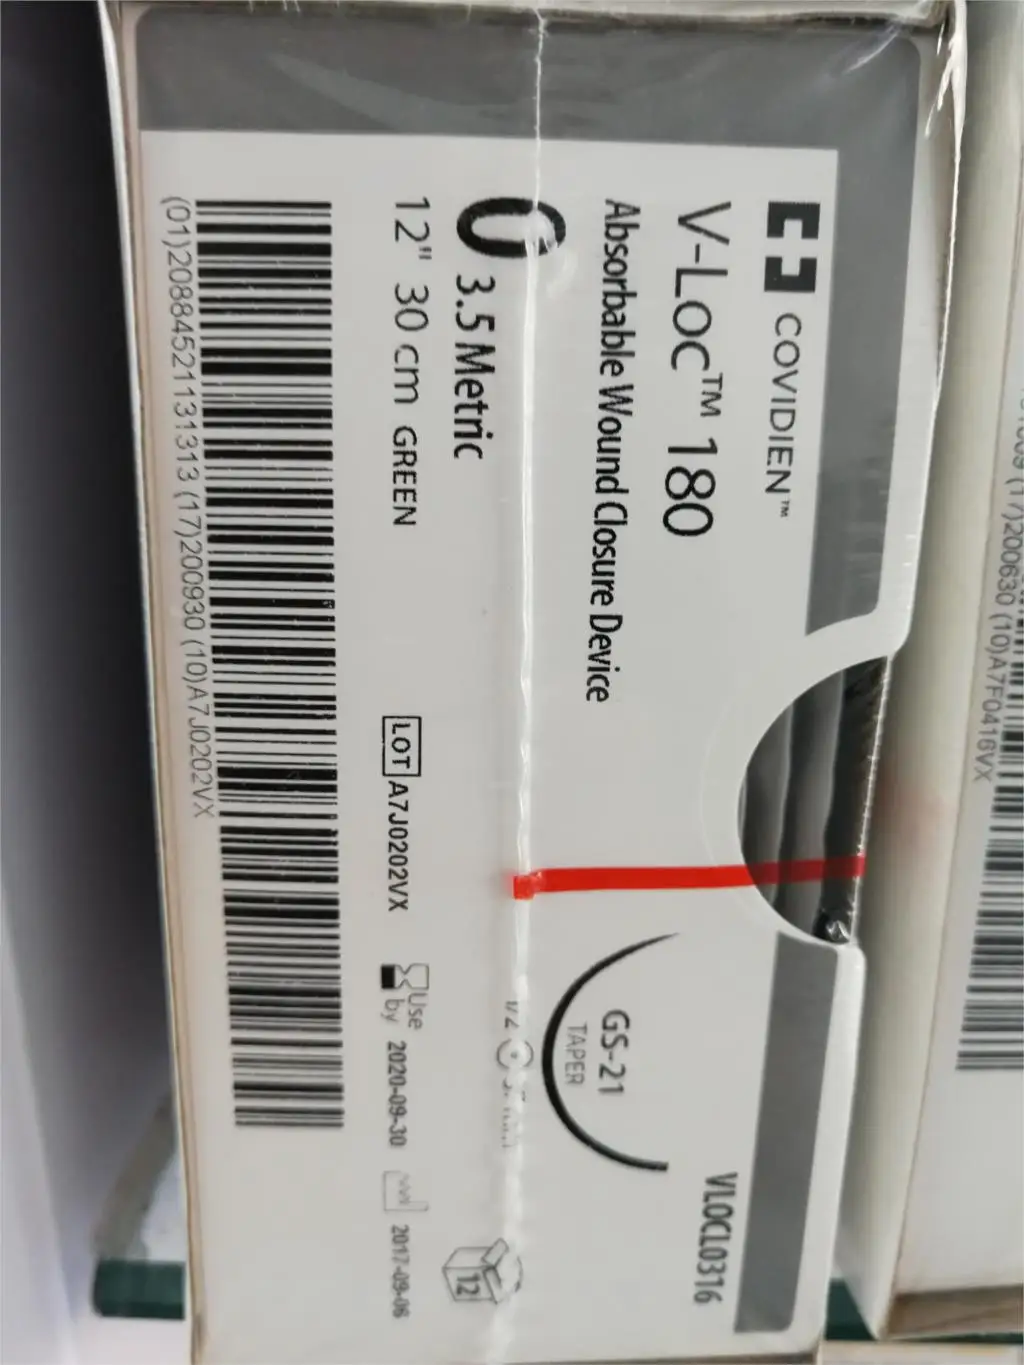 COVIDIEN™
V-LOC™ 180
Absorbable Wound Closure Device
0 3.5 Metric
12" 30 cm GREEN
VLOCL0316
GS-21
TAPER
1/2
12
LOT A7J0202VX
Use by 2020-09-30
2017-09-06
(01)20884521131313(17)200930(10)A7J0202VX
(17)200630(10)A7F0416VX